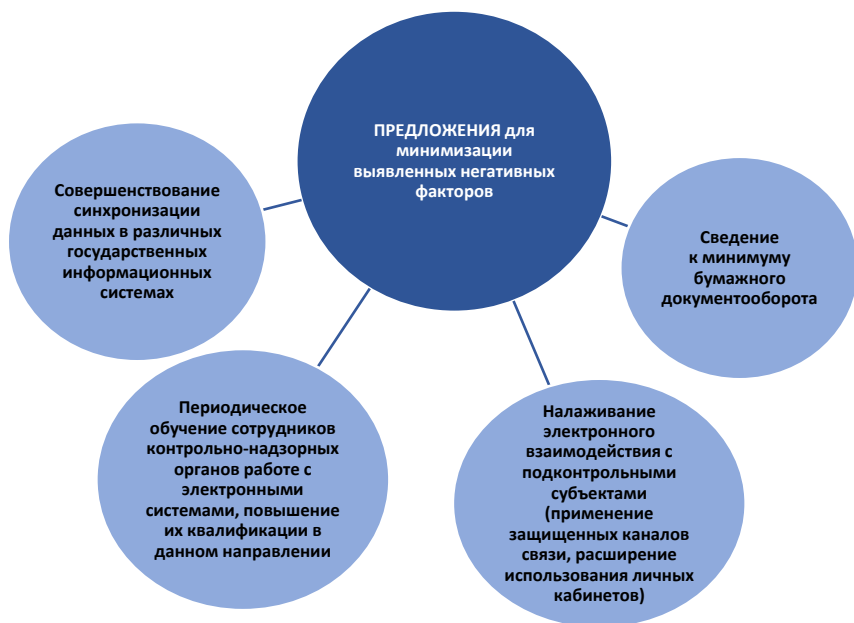 ПРЕДЛОЖЕНИЯ для
минимизации
выявленных негативных
факторов
Совершенствование
синхронизации
данных в различных
государственных
информационных
системах
Сведение
к минимуму
бумажного
документооборота
Периодическое
обучение сотрудников
контрольно-надзорных
органов работе с
электронными
системами, повышение
их квалификации в
данном направлении
Налаживание
электронного
взаимодействия с
подконтрольными
субъектами
(применение
защищенных каналов
связи, расширение
использования личных
кабинетов)